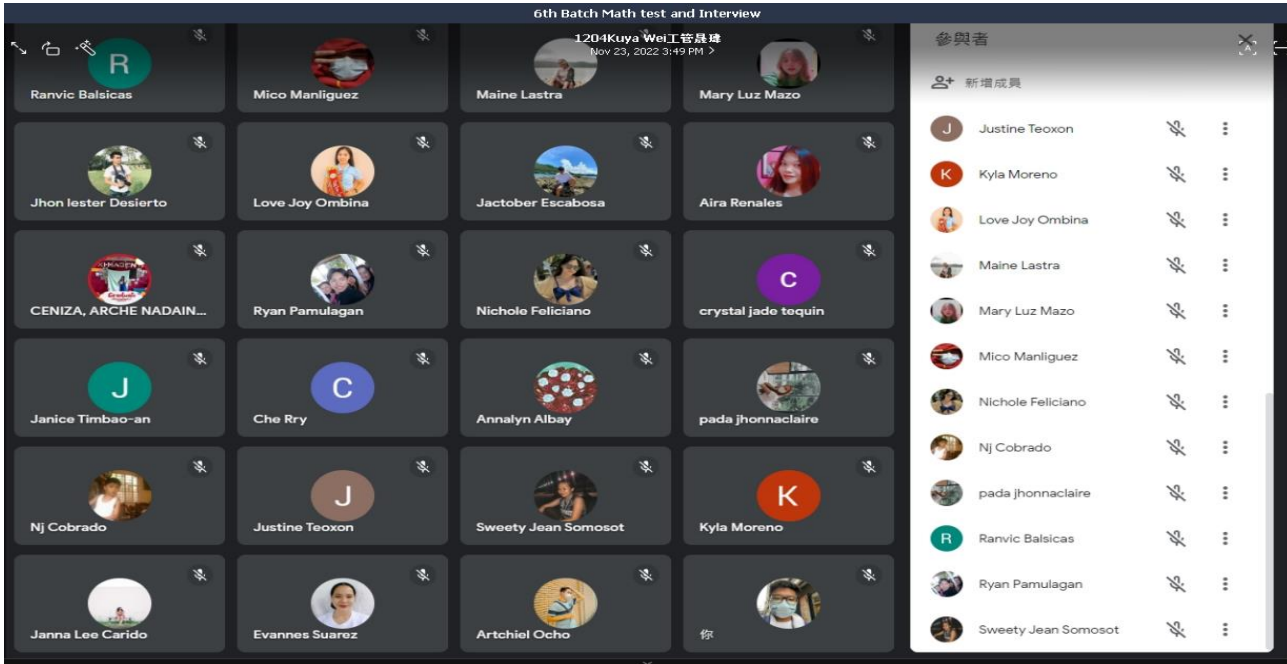 6th Batch Math test and Interview
1204Kuya Wei工管晟瑋
Nov 23, 2022 3:49 PM >
R
Ranvic Balsicas
Mico Manliguez
Maine Lastra
Mary Luz Mazo
Jhon lester Desierto
Love Joy Ombina
Jactober Escabosa
Aira Renales
CENIZA, ARCHE NADAIN...
Ryan Pamulagan
Nichole Feliciano
C
crystal jade tequin
J
Janice Timbao-an
C
Che Rry
Annalyn Albay
pada jhonnaclaire
Nj Cobrado
J
Justine Teoxon
Sweety Jean Somosot
K
Kyla Moreno
Janna Lee Carido
Evannes Suarez
Artchiel Ocho
你
參與者
新增成員
J
Justine Teoxon
K
Kyla Moreno
Love Joy Ombina
Maine Lastra
Mary Luz Mazo
Mico Manliguez
Nichole Feliciano
Nj Cobrado
pada jhonnaclaire
R
Ranvic Balsicas
Ryan Pamulagan
Sweety Jean Somosot